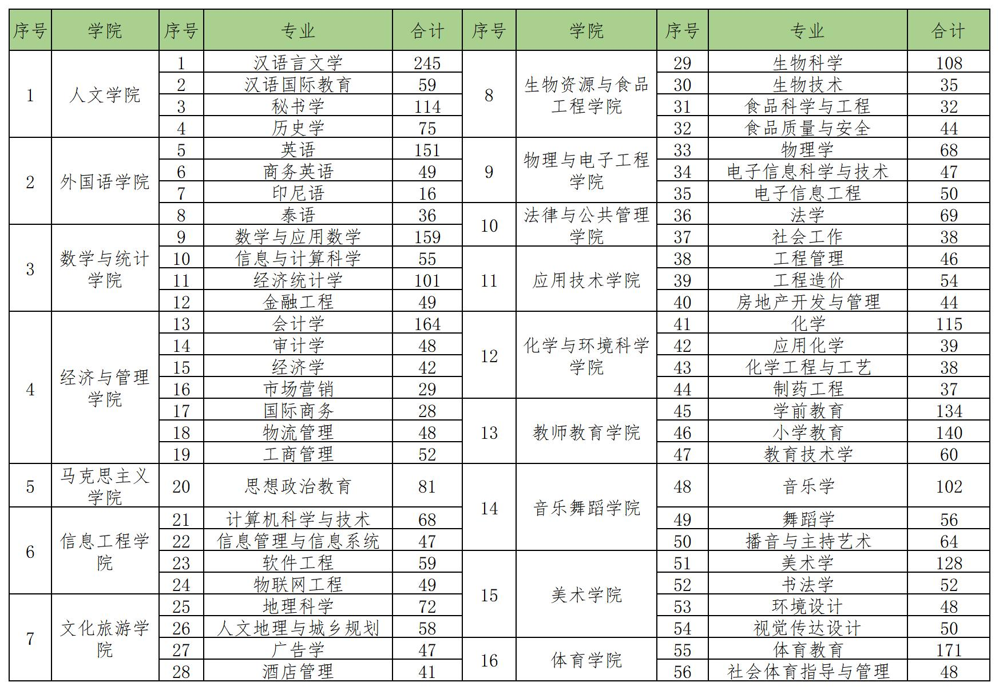 序号 学院 序号 专业 合计 序号 学院 序号 专业 合计
1 人文学院 1 汉语言文学 245 8 生物资源与食品工程学院 29 生物科学 108
2 汉语国际教育 59 30 生物技术 35
3 秘书学 114 31 食品科学与工程 32
4 历史学 75 32 食品质量与安全 44
2 外国语学院 5 英语 151 9 物理与电子工程学院 33 物理学 68
6 商务英语 49 34 电子信息科学与技术 47
7 印尼语 16 35 电子信息工程 50
8 泰语 36 10 法律与公共管理学院 36 法学 69
3 数学与统计学院 9 数学与应用数学 159 37 社会工作 38
10 信息与计算科学 55 11 应用技术学院 38 工程管理 46
11 经济统计学 101 39 工程造价 54
12 金融工程 49 40 房地产开发与管理 44
4 经济与管理学院 13 会计学 164 12 化学与环境科学学院 41 化学 115
14 审计学 48 42 应用化学 39
15 经济学 42 43 化学工程与工艺 38
16 市场营销 29 44 制药工程 37
17 国际商务 28 13 教师教育学院 45 学前教育 134
18 物流管理 48 46 小学教育 140
19 工商管理 52 47 教育技术学 60
5 马克思主义学院 20 思想政治教育 81 14 音乐舞蹈学院 48 音乐学 102
6 信息工程学院 21 计算机科学与技术 68 49 舞蹈学 56
22 信息管理与信息系统 47 50 播音与主持艺术 64
23 软件工程 59 15 美术学院 51 美术学 128
24 物联网工程 49 52 书法学 52
7 文化旅游学院 25 地理科学 72 53 环境设计 48
26 人文地理与城乡规划 58 54 视觉传达设计 50
27 广告学 47 16 体育学院 55 体育教育 171
28 酒店管理 41 56 社会体育指导与管理 48